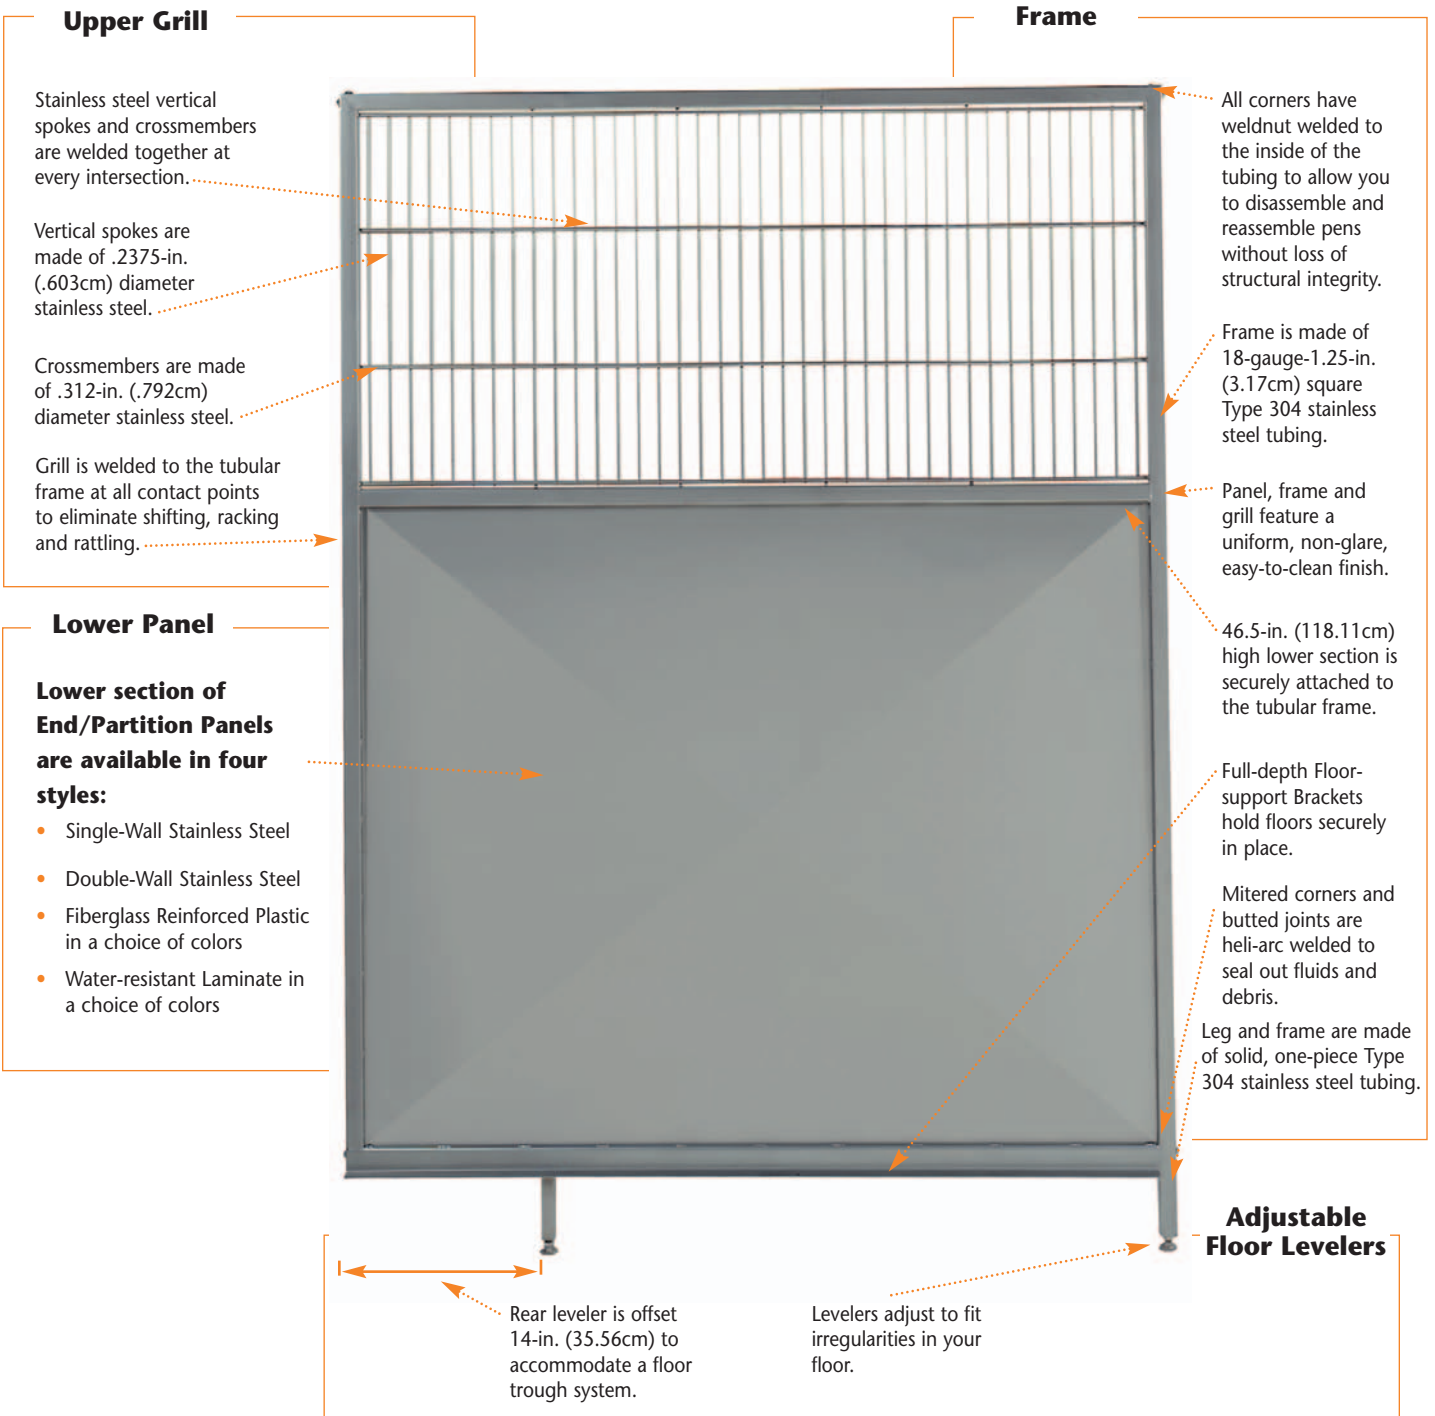 Upper Grill
Stainless steel vertical
spokes and crossmembers
are welded together at
every intersection.
Vertical spokes are
made of .2375-in.
(.603cm) diameter
stainless steel.
Crossmembers are made
of .312-in. (.792cm)
diameter stainless steel.
Grill is welded to the tubular
frame at all contact points
to eliminate shifting, racking
and rattling.
Lower Panel
Lower section of
End/Partition Panels
are available in four
styles:
• Single-Wall Stainless Steel
• Double-Wall Stainless Steel
• Fiberglass Reinforced Plastic
in a choice of colors
• Water-resistant Laminate in
a choice of colors
Frame
All corners have
weldnut welded to
the inside of the
tubing to allow you
to disassemble and
reassemble pens
without loss of
structural integrity.
Frame is made of
18-gauge-1.25-in.
(3.17cm) square
Type 304 stainless
steel tubing.
Panel, frame and
grill feature a
uniform, non-glare,
easy-to-clean finish.
46.5-in. (118.11cm)
high lower section is
securely attached to
the tubular frame.
Full-depth Floor-
support Brackets
hold floors securely
in place.
Mitered corners and
butted joints are
heli-arc welded to
seal out fluids and
debris.
Leg and frame are made
of solid, one-piece Type
304 stainless steel tubing.
Adjustable
Floor Levelers
Rear leveler is offset
14-in. (35.56cm) to
accommodate a floor
trough system.
Levelers adjust to fit
irregularities in your
floor.